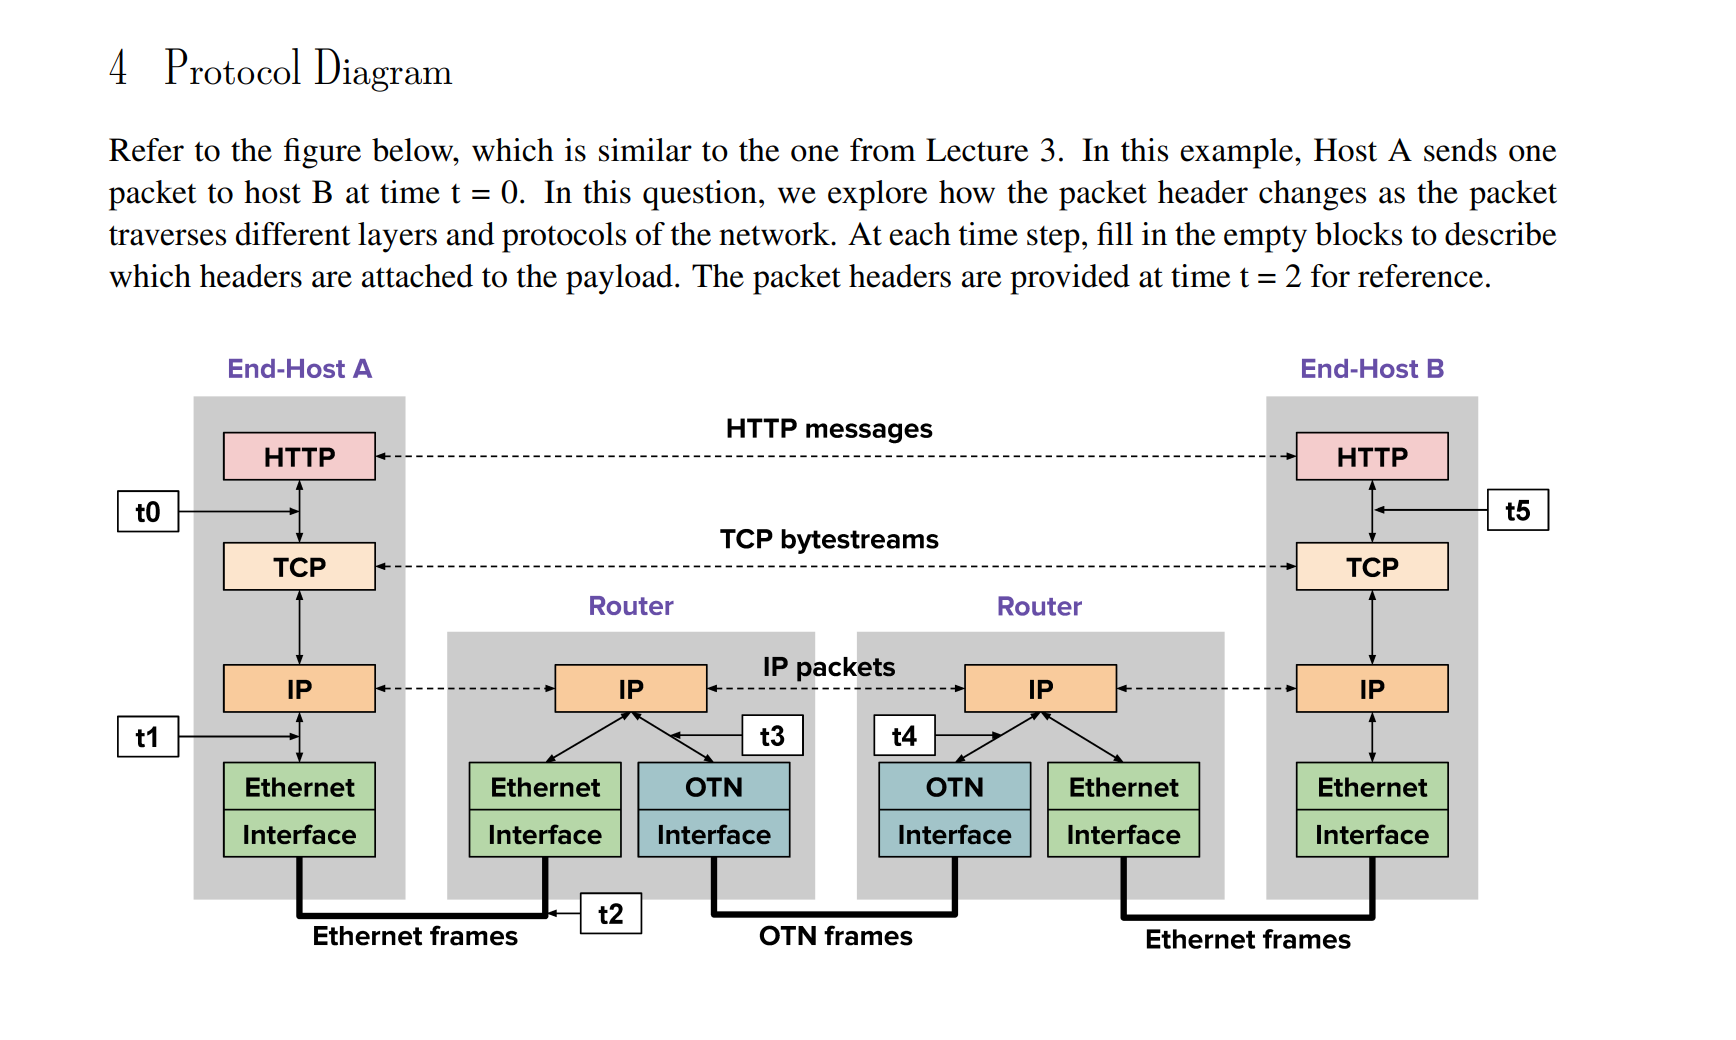 4 Protocol Diagram
Refer to the figure below, which is similar to the one from Lecture 3. In this example, Host A sends one
packet to host B at time t = 0. In this question, we explore how the packet header changes as the packet
traverses different layers and protocols of the network. At each time step, fill in the empty blocks to describe
which headers are attached to the payload. The packet headers are provided at time t = 2 for reference.
End-Host A
End-Host B
HTTP messages
HTTP
HTTP
t0
t5
TCP bytestreams
TCP
TCP
Router
Router
IP packets
IP
IP
IP
IP
t1
t3
t4
Ethernet
Ethernet
OTN
OTN
Ethernet
Ethernet
Interface
Interface
Interface
Interface
Interface
Interface
t2
Ethernet frames
OTN frames
Ethernet frames